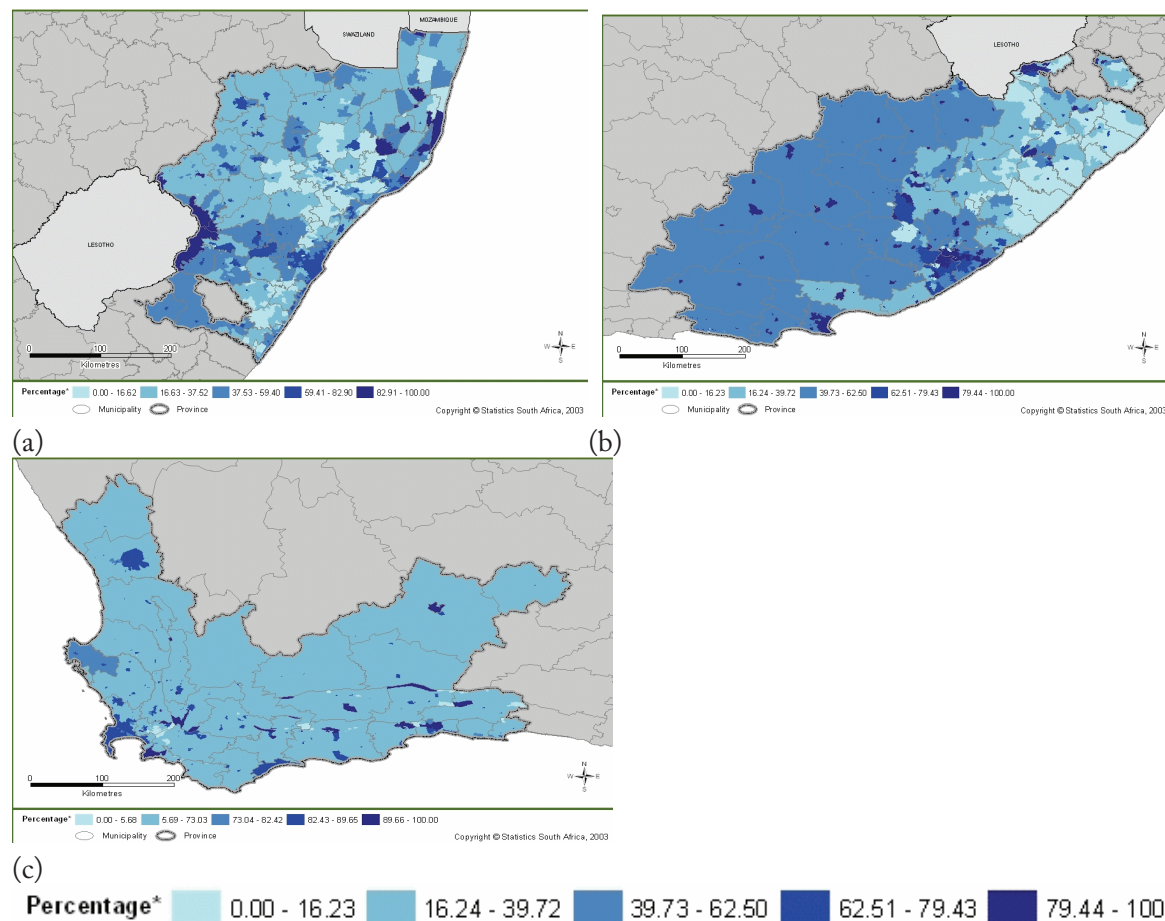 MOZAMBIQUE
SWAZILAND
LESOTHO
0 100 200
Kilometres
N
W E
S
Percentage* 0.00 - 16.62 16.63 - 37.52 37.53 - 59.40 59.41 - 82.90 82.91 - 100.00
Municipality Province Copyright © Statistics South Africa, 2003
(a)
LESOTHO
0 100 200
Kilometres
N
W E
S
Percentage* 0.00 - 16.23 16.24 - 39.72 39.73 - 62.50 62.51 - 79.43 79.44 - 100.00
Municipality Province Copyright © Statistics South Africa, 2003
(b)
0 100 200
Kilometres
N
W E
S
Percentage* 0.00 - 5.68 5.69 - 73.03 73.04 - 82.42 82.43 - 89.65 89.66 - 100.00
Municipality Province Copyright © Statistics South Africa, 2003
(c)
Percentage* 0.00 - 16.23 16.24 - 39.72 39.73 - 62.50 62.51 - 79.43 79.44 - 100